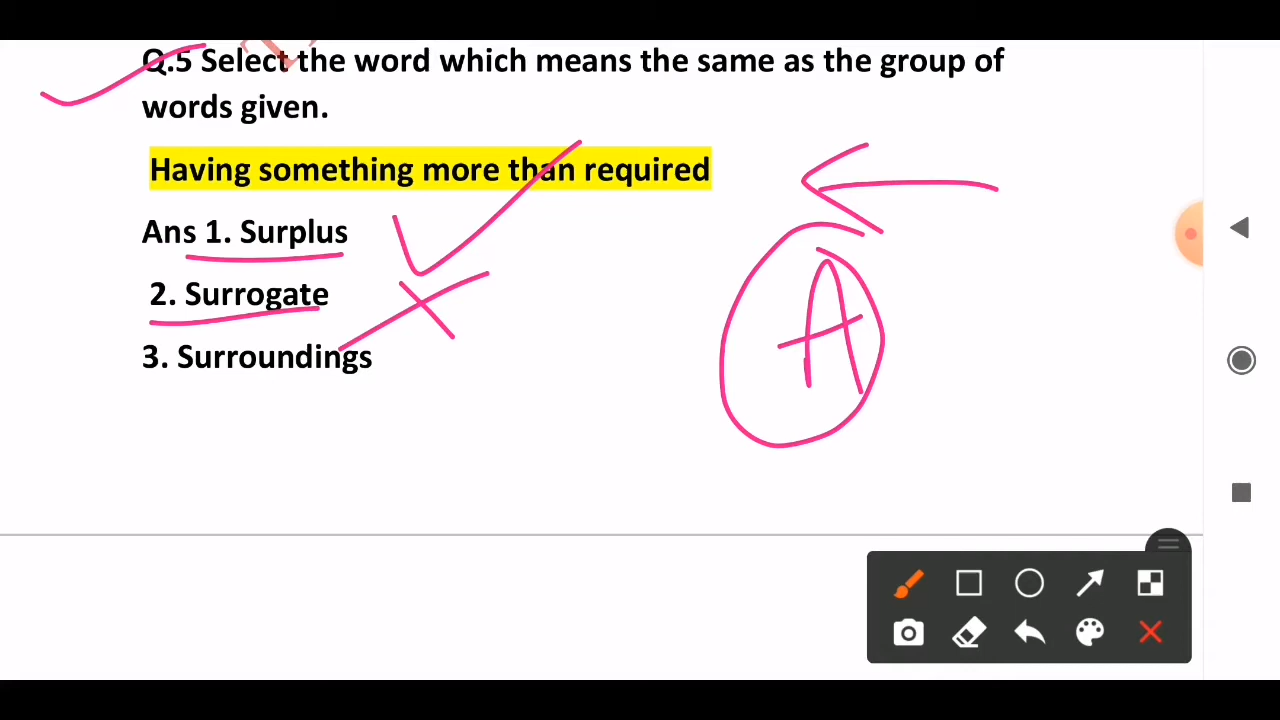 Q.5 Select the word which means the same as the group of
words given.
Having something more than required
Ans 1. Surplus
2. Surrogate
3. Surroundings
A